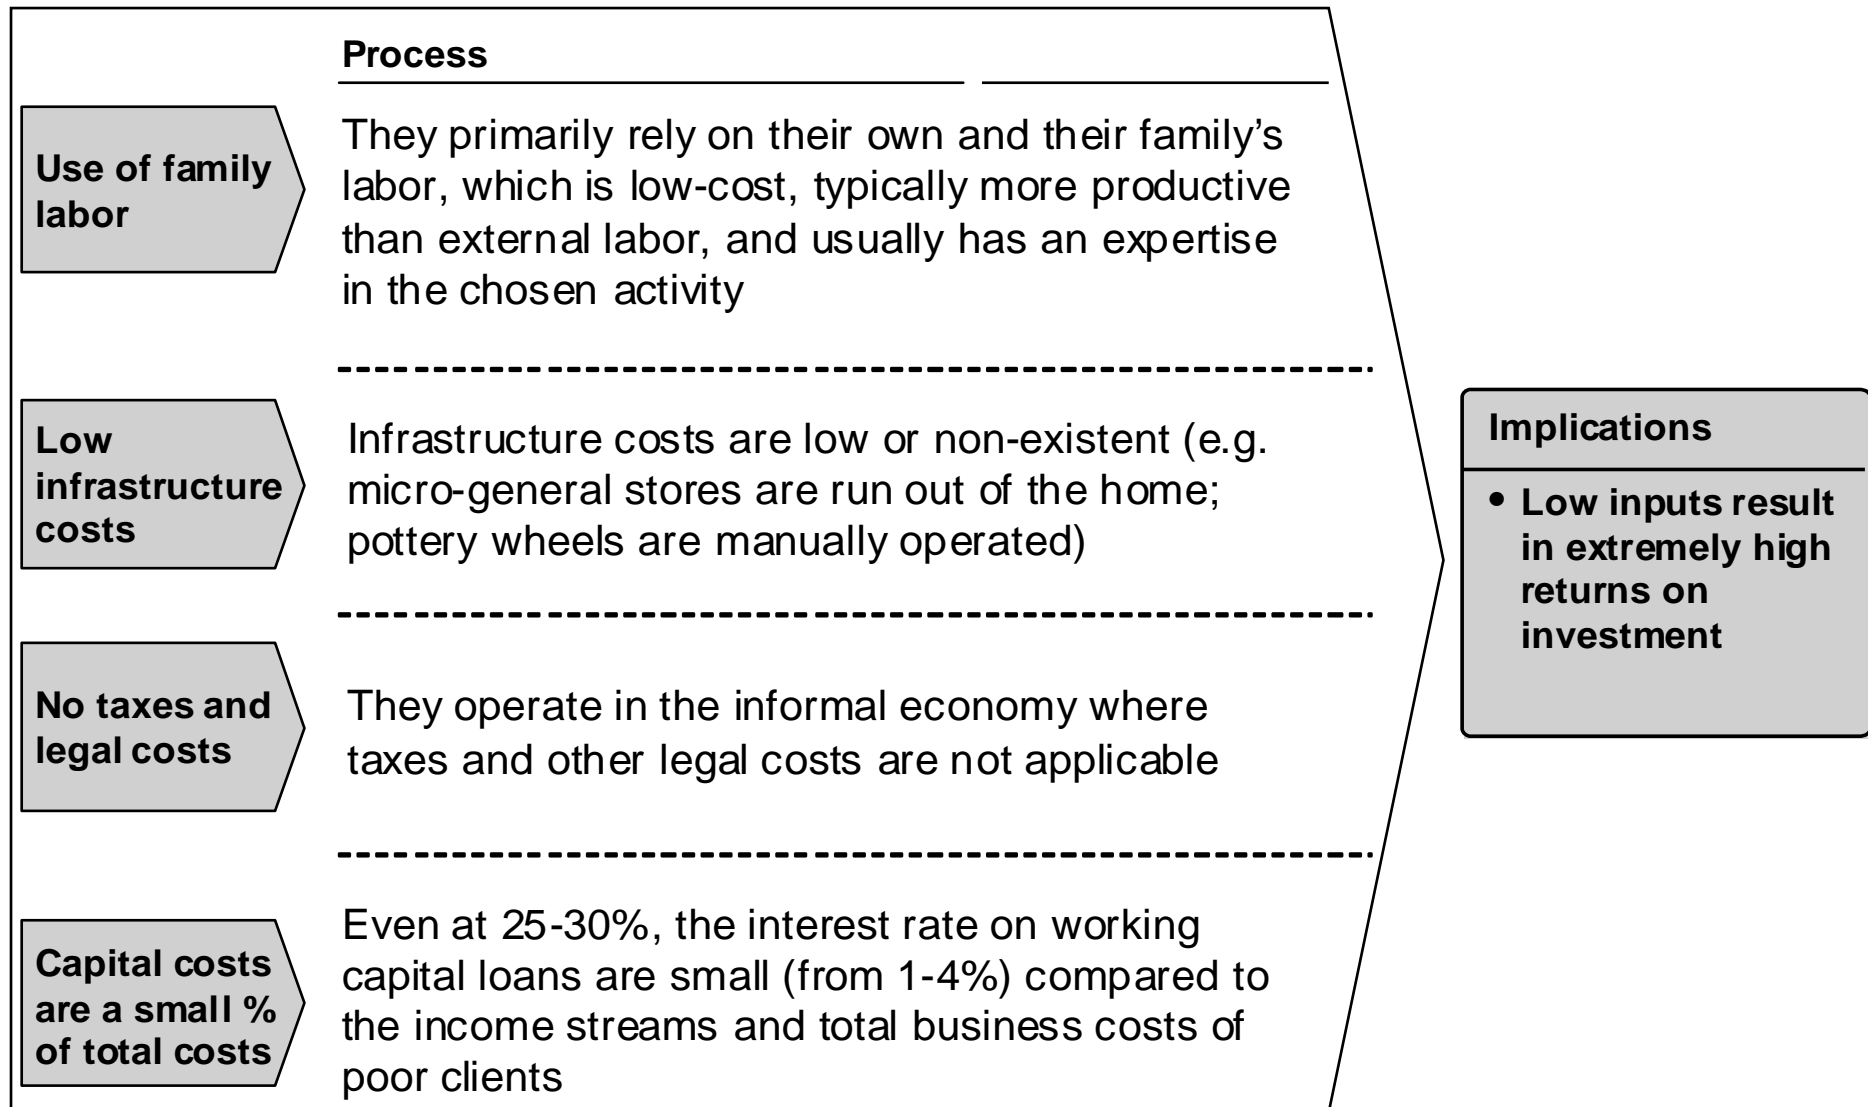 Process
Use of family
labor
They primarily rely on their own and their family’s
labor, which is low-cost, typically more productive
than external labor, and usually has an expertise
in the chosen activity
Low
infrastructure
costs
Infrastructure costs are low or non-existent (e.g.
micro-general stores are run out of the home;
pottery wheels are manually operated)
No taxes and
legal costs
They operate in the informal economy where
taxes and other legal costs are not applicable
Capital costs
are a small %
of total costs
Even at 25-30%, the interest rate on working
capital loans are small (from 1-4%) compared to
the income streams and total business costs of
poor clients
Implications
• Low inputs result
in extremely high
returns on
investment